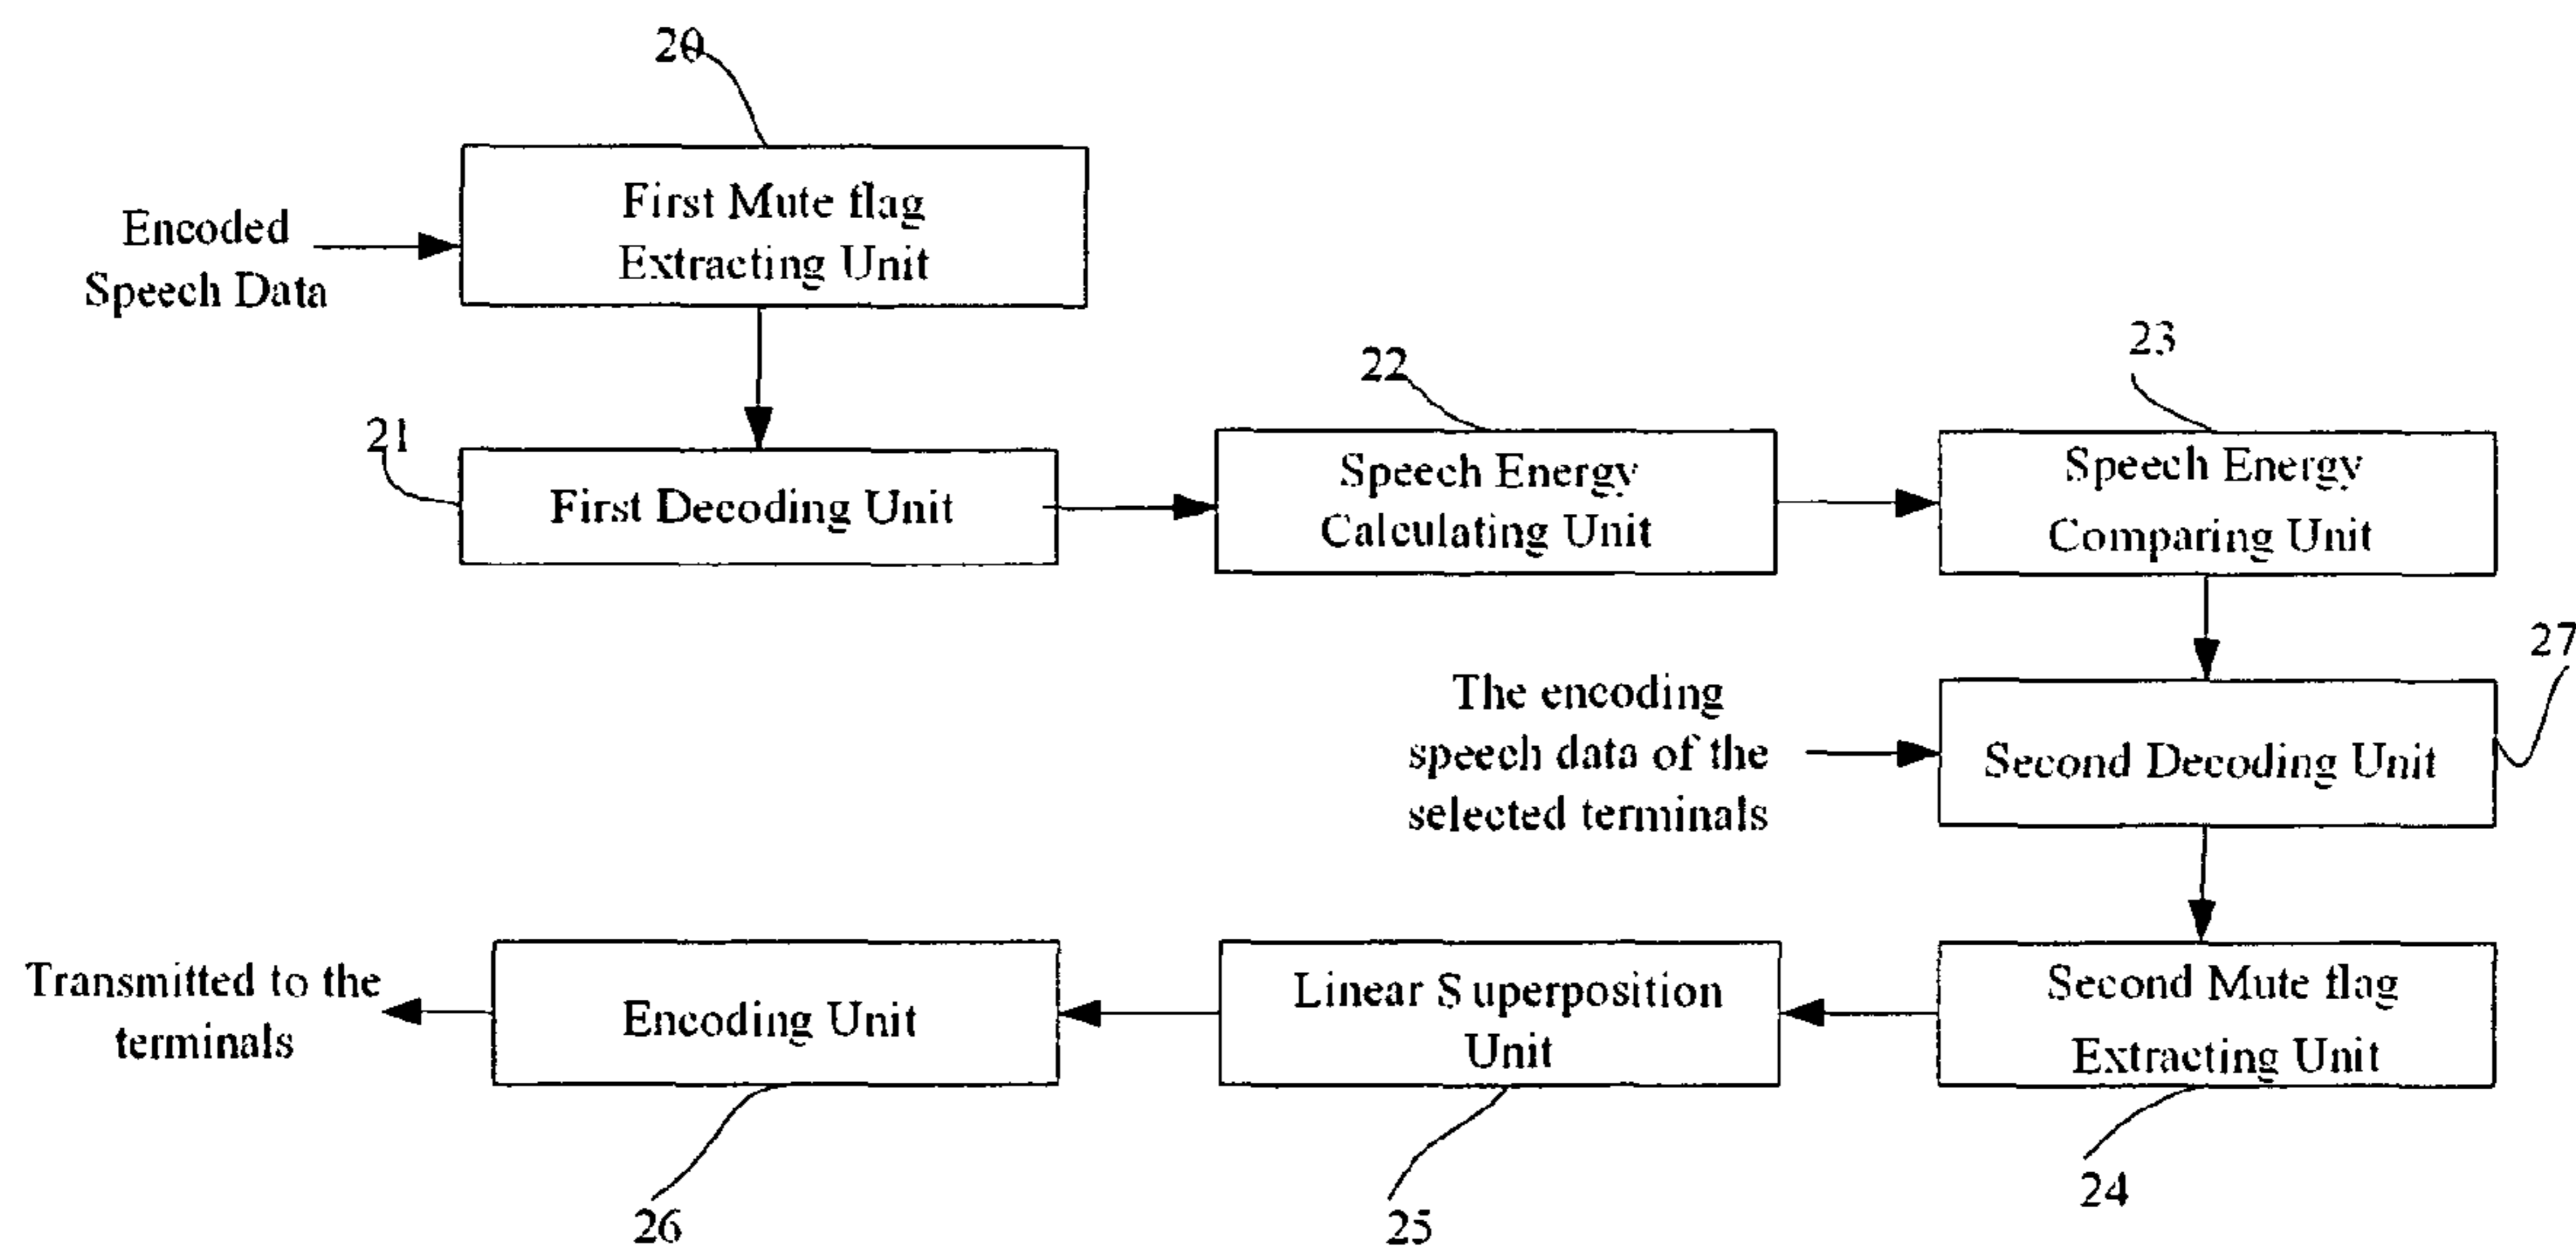 20
First Mute flag
Extracting Unit
Encoded
Speech Data
21
First Decoding Unit
22
Speech Energy
Calculating Unit
23
Speech Energy
Comparing Unit
27
The encoding
speech data of the
selected terminals
Second Decoding Unit
Transmitted to the
terminals
Encoding Unit
Linear Superposition
Unit
Second Mute flag
Extracting Unit
26
25
24